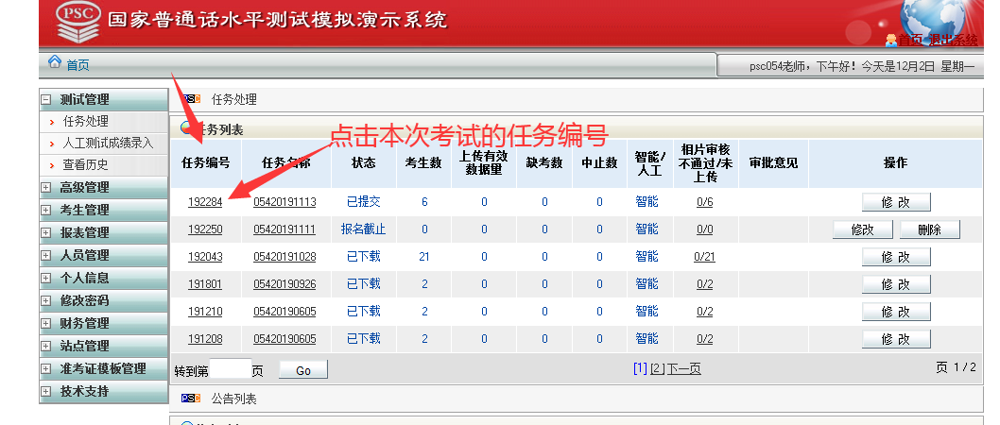 PSC 国家普通话水平测试模拟演示系统
首页 退出系统
首页
psc054老师，下午好！今天是12月2日 星期一
测试管理
任务处理
人工测试成绩录入
查看历史
高级管理
考生管理
报表管理
人员管理
个人信息
修改密码
财务管理
站点管理
准考证模板管理
技术支持
PSC 任务处理
任务列表
点击本次考试的任务编号
任务编号 任务名称 状态 考生数 上传有效数据量 缺考数 中止数 智能/人工 相片审核不通过/未上传 审批意见 操作
192284 05420191113 已提交 6 0 0 0 智能 0/6 修 改
192250 05420191111 报名截止 0 0 0 0 智能 0/0 修改 删除
192043 05420191028 已下载 21 0 0 0 智能 0/21 修 改
191801 05420190926 已下载 2 0 0 0 智能 0/2 修 改
191210 05420190605 已下载 2 0 0 0 智能 0/2 修 改
191208 05420190605 已下载 2 0 0 0 智能 0/2 修 改
转到第 页 Go [1] [2] 下一页 页 1/2
PSC 公告列表